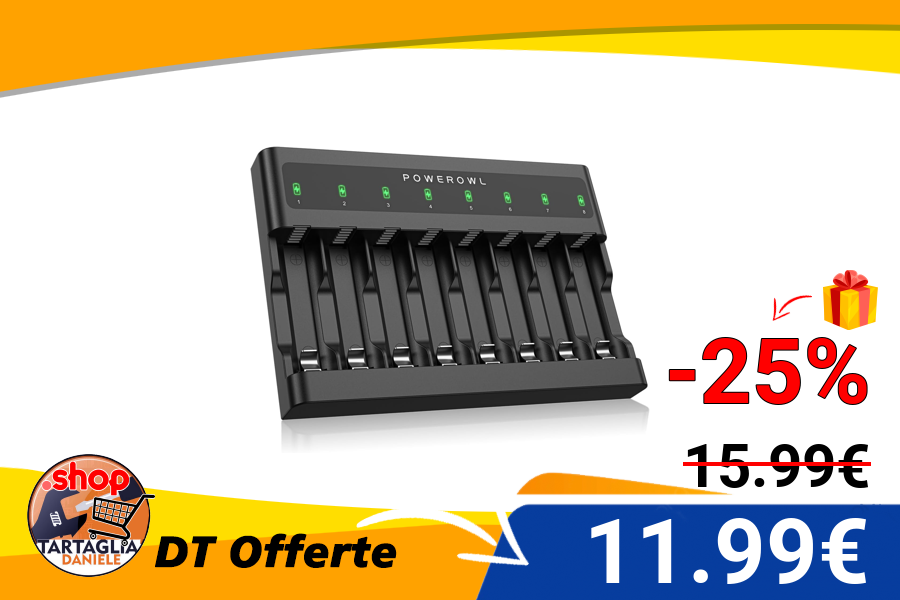 POWEROWL
1 2 3 4 5 6 7 8
-25%
15.99€
11.99€
.shop
TARTAGLIA
DANIELE
DT Offerte